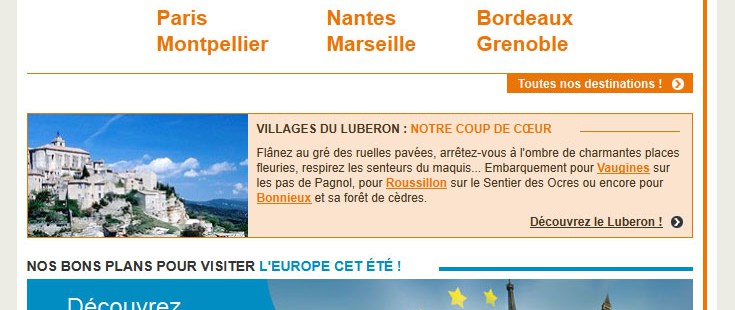 Paris Nantes Bordeaux
Montpellier Marseille Grenoble
Toutes nos destinations !
VILLAGES DU LUBERON : NOTRE COUP DE CŒUR
Flânez au gré des ruelles pavées, arrêtez-vous à l'ombre de charmantes places
fleuries, respirez les senteurs du maquis... Embarquement pour Vaugines sur
les pas de Pagnol, pour Roussillon sur le Sentier des Ocres ou encore pour
Bonnieux et sa forêt de cèdres.
Découvrez le Luberon !
NOS BONS PLANS POUR VISITER L'EUROPE CET ÉTÉ !
Découvrez